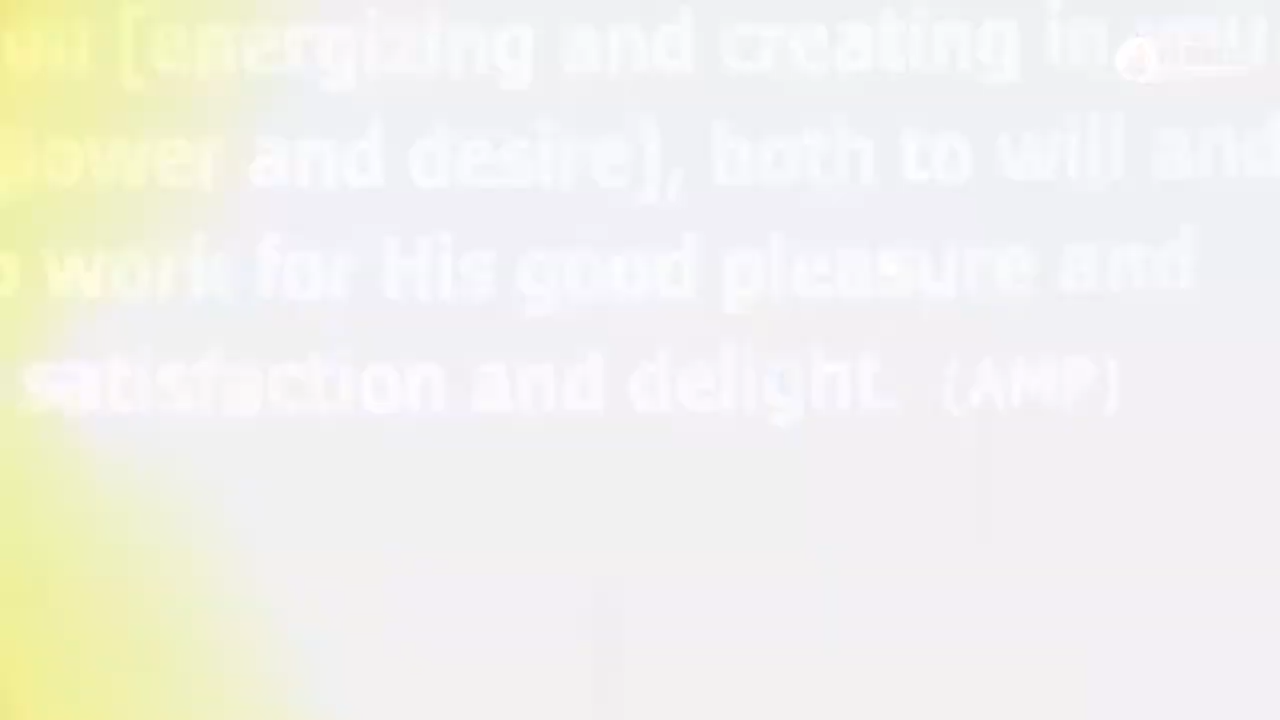 [energizing and creating in you
power and desire], both to will and
work for His good pleasure and
satisfaction and delight. (AMP)